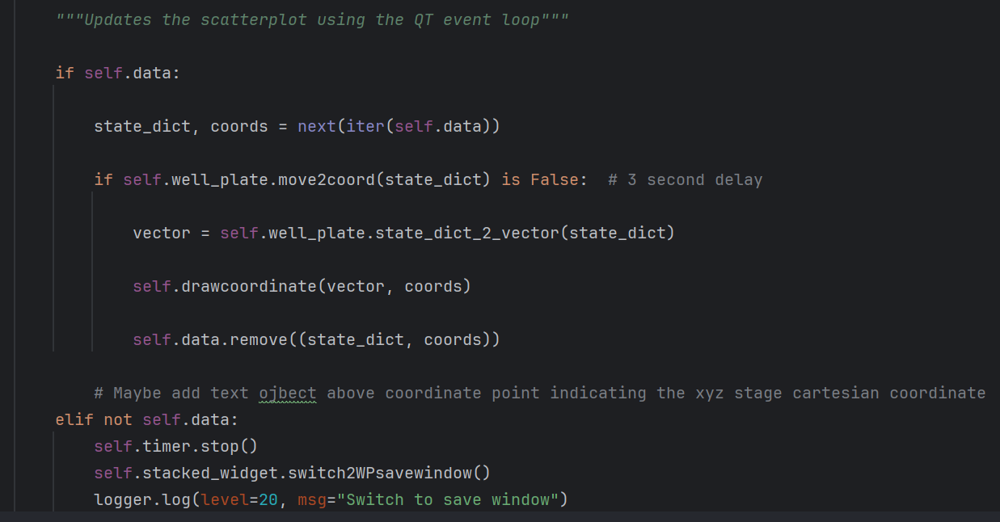 """Updates the scatterplot using the QT event loop"""
if self.data:
state_dict, coords = next(iter(self.data))
if self.well_plate.move2coord(state_dict) is False:  # 3 second delay
vector = self.well_plate.state_dict_2_vector(state_dict)
self.drawcoordinate(vector, coords)
self.data.remove((state_dict, coords))
# Maybe add text ojbect above coordinate point indicating the xyz stage cartesian coordinate
elif not self.data:
self.timer.stop()
self.stacked_widget.switch2WPsavewindow()
logger.log(level=20, msg="Switch to save window")